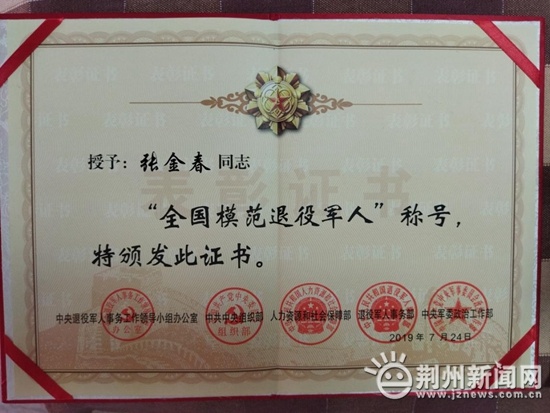 授予：张金春 同志
表彰证书
“全国模范退役军人”称号，
特颁发此证书。
中央退役军人事务工作领导小组办公室 中共中央组织部 人力资源和社会保障部 退役军人事务部 中央军委政治工作部
2019年7月24日
荆州新闻网
www.jznews.com.cn